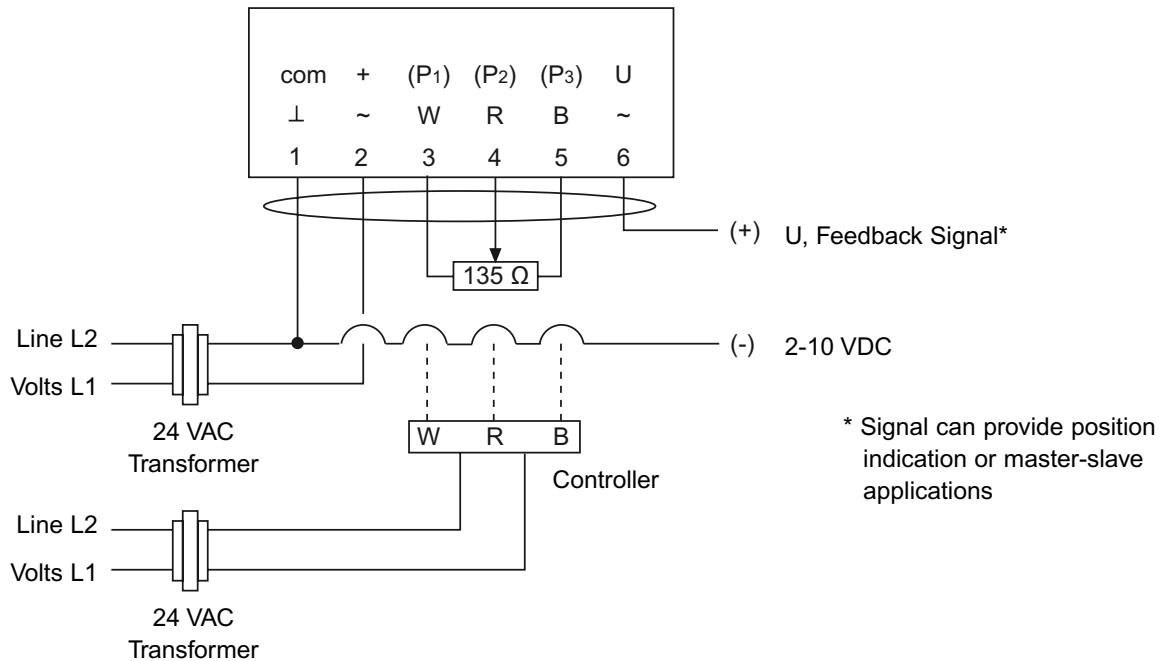 com + (P1) (P2) (P3) U
⊥ ~ W R B ~
1 2 3 4 5 6
(+) U, Feedback Signal*
135 Ω
Line L2
(-) 2-10 VDC
Volts L1
24 VAC
Transformer
W R B
Controller
* Signal can provide position
indication or master-slave
applications
Line L2
Volts L1
24 VAC
Transformer